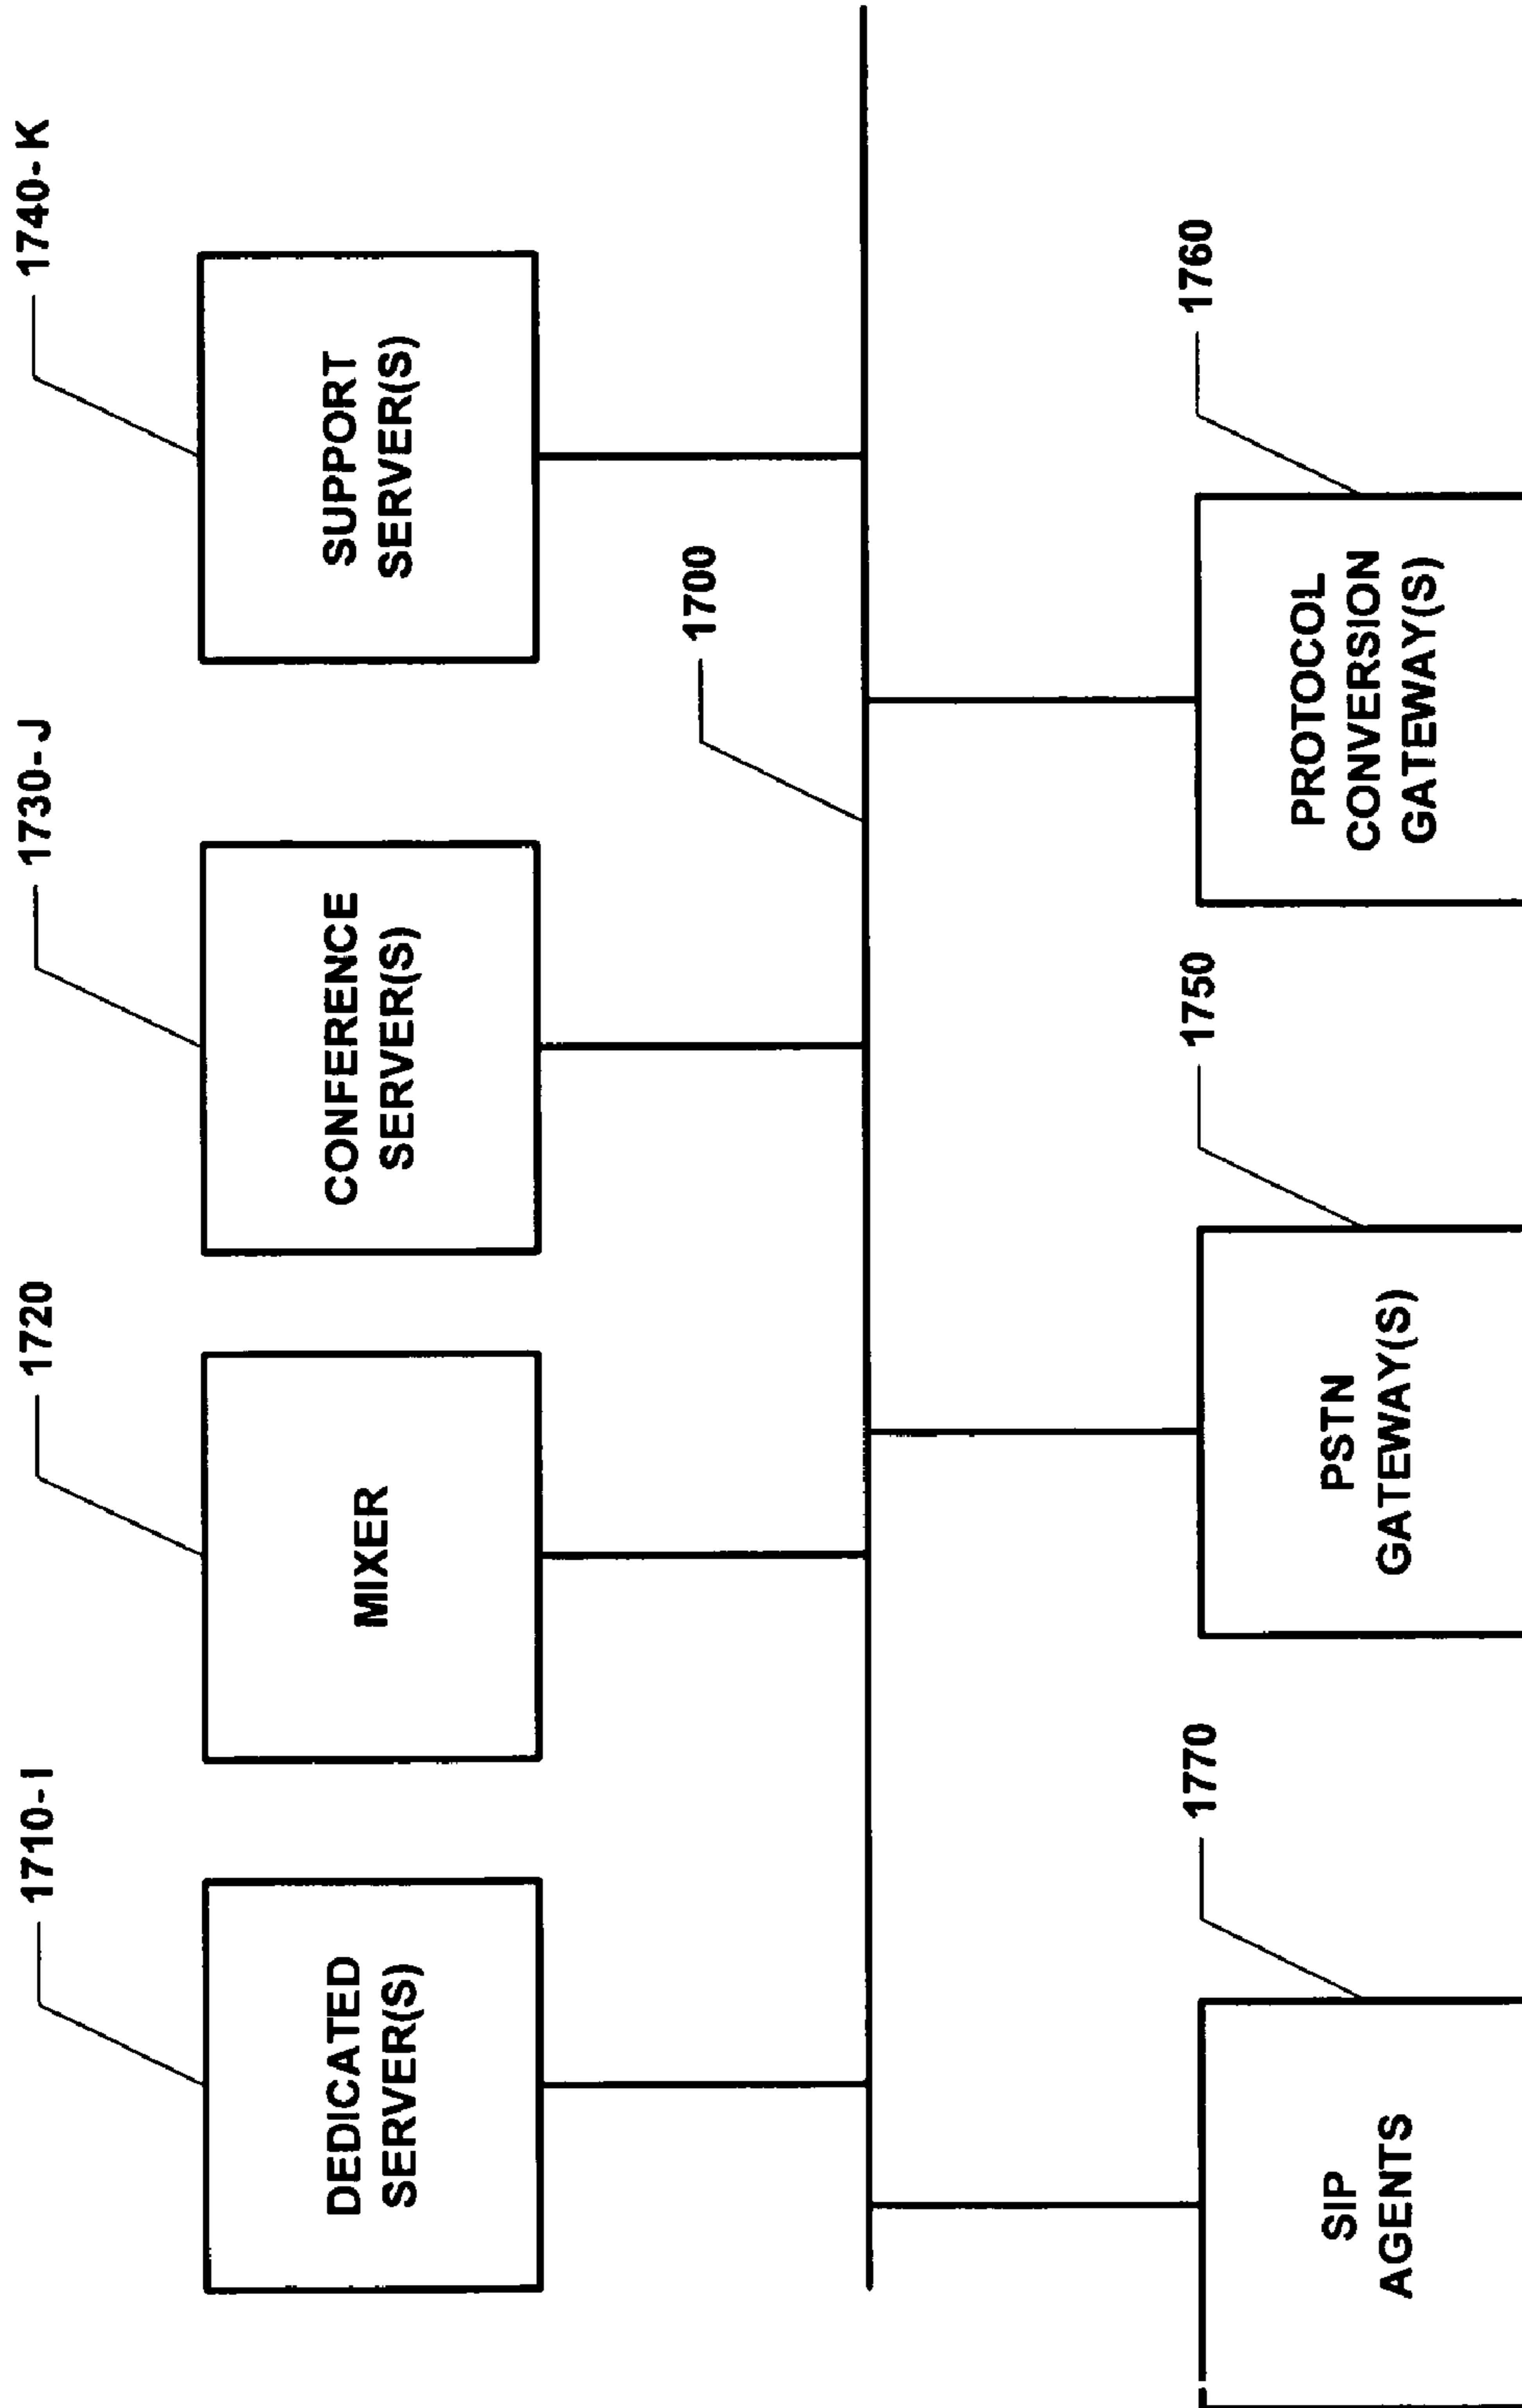 1710-I
1720
1730-J
1740-K
DEDICATED
SERVER(S)
MIXER
CONFERENCE
SERVER(S)
SUPPORT
SERVER(S)
1700
1770
1750
1760
SIP
AGENTS
PSTN
GATEWAY(S)
PROTOCOL
CONVERSION
GATEWAY(S)